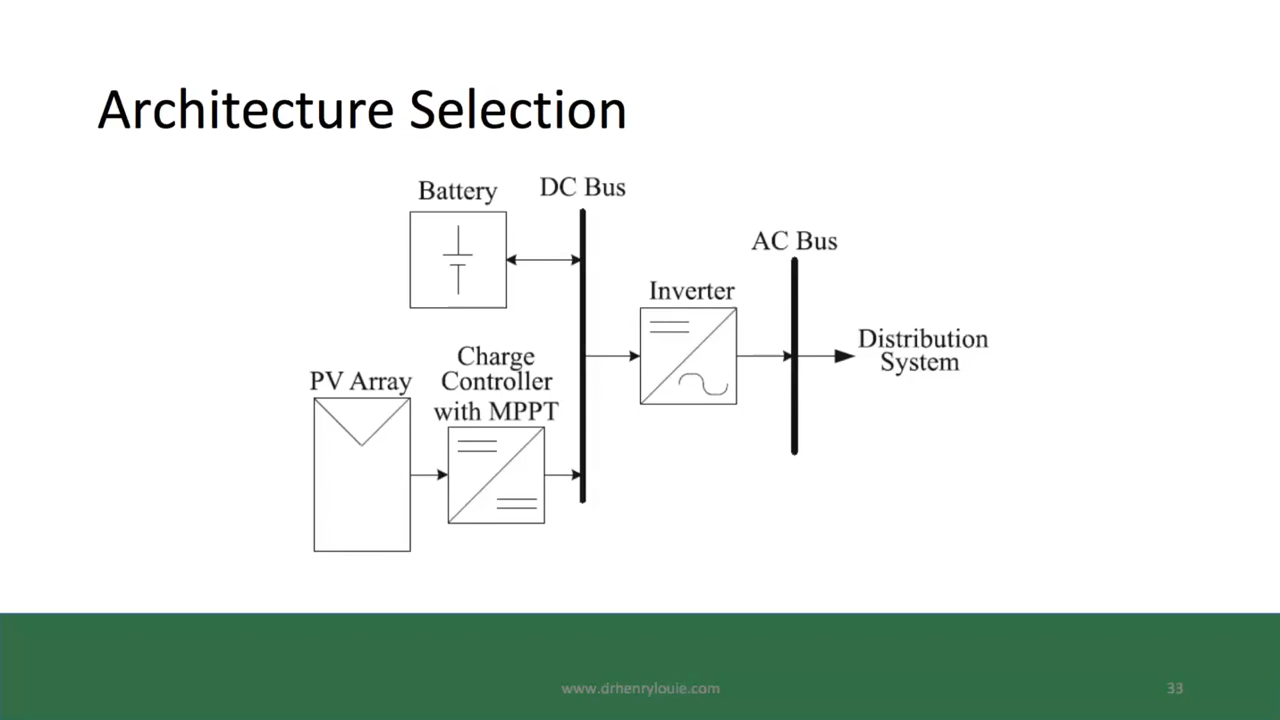 Architecture Selection
Battery
DC Bus
AC Bus
Inverter
Distribution
System
Charge
Controller
with MPPT
PV Array
www.drhenrylouie.com
33